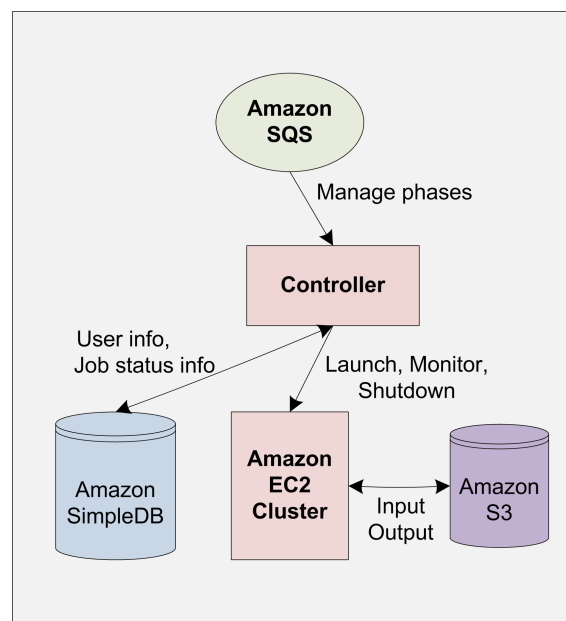 Amazon
SQS
Manage phases
Controller
User info,
Job status info
Launch, Monitor,
Shutdown
Amazon
SimpleDB
Amazon
EC2
Cluster
Input
Output
Amazon
S3